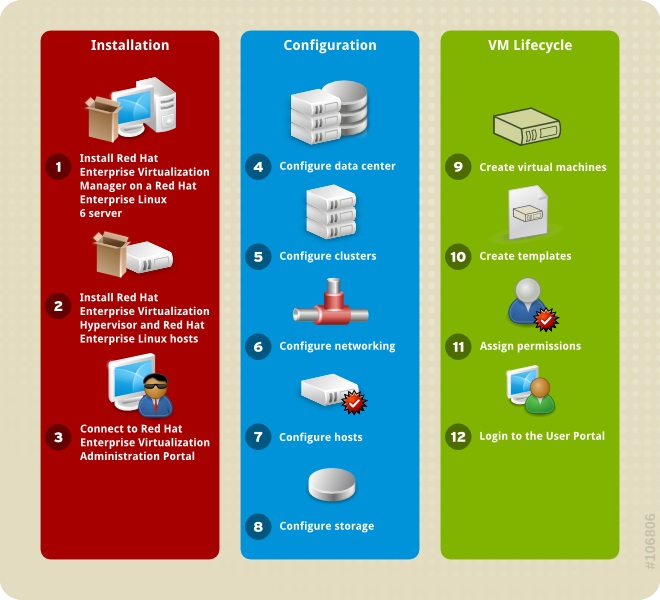 Installation
1
Install Red Hat
Enterprise Virtualization
Manager on a Red Hat
Enterprise Linux
6 server
2
Install Red Hat
Enterprise Virtualization
Hypervisor and Red Hat
Enterprise Linux hosts
3
Connect to Red Hat
Enterprise Virtualization
Administration Portal
Configuration
4 Configure data center
5 Configure clusters
6 Configure networking
7 Configure hosts
8 Configure storage
VM Lifecycle
9 Create virtual machines
10 Create templates
11 Assign permissions
12 Login to the User Portal
#106806